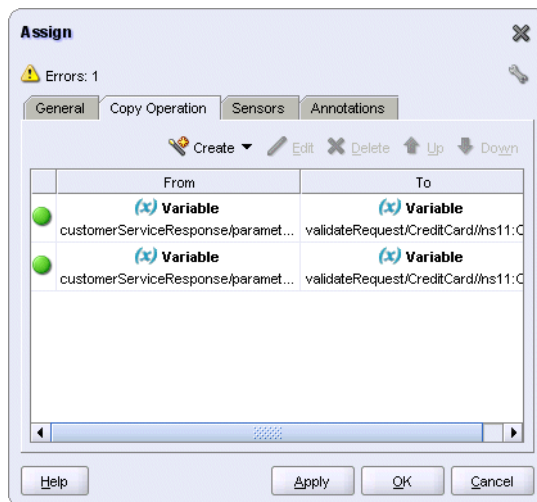 Assign
Errors: 1
General Copy Operation Sensors Annotations
Create Edit Delete Up Down
From To
(x) Variable (x) Variable
customerServiceResponse/paramet... validateRequest/CreditCard//ns11:C
(x) Variable (x) Variable
customerServiceResponse/paramet... validateRequest/CreditCard//ns11:C
Help Apply OK Cancel